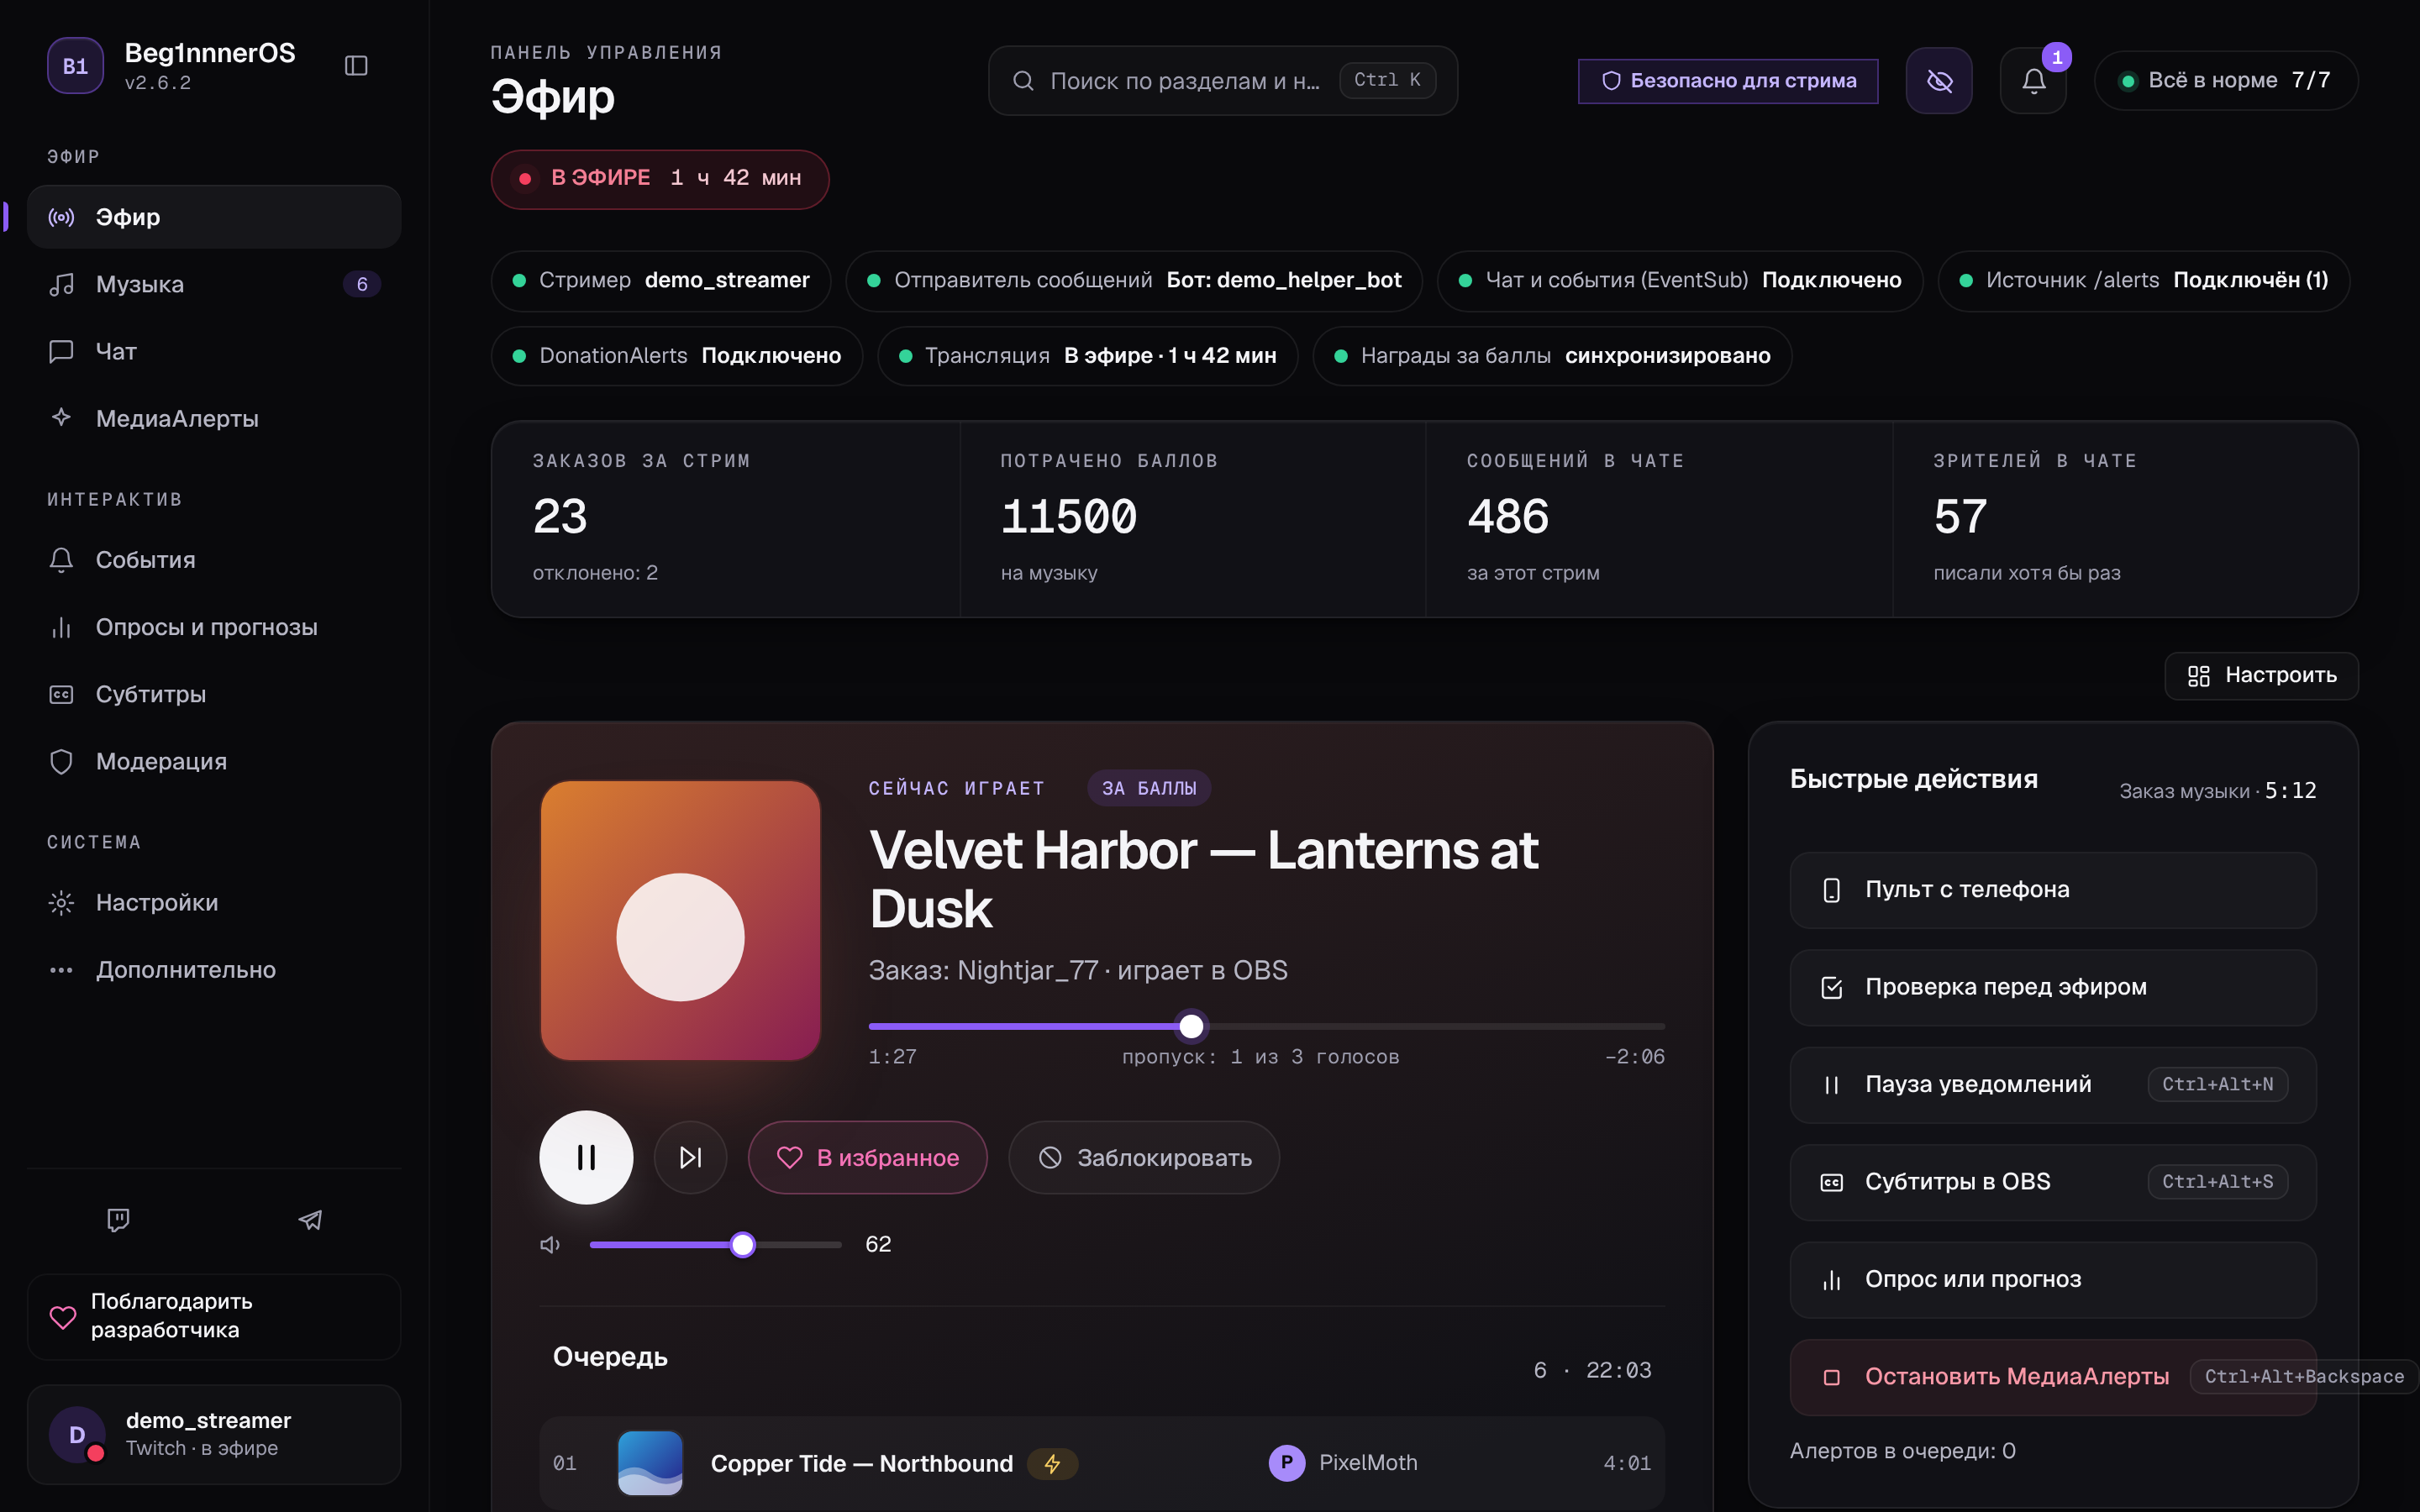 B1
Beg1nnnerOS
v2.6.2
ЭФИР
Эфир
Музыка 6
Чат
МедиаАлерты
ИНТЕРАКТИВ
События
Опросы и прогнозы
Субтитры
Модерация
СИСТЕМА
Настройки
Дополнительно
Поблагодарить
разработчика
D
demo_streamer
Twitch · в эфире
ПАНЕЛЬ УПРАВЛЕНИЯ
Эфир
Поиск по разделам и н… Ctrl K
Безопасно для стрима
1
Всё в норме 7/7
В ЭФИРЕ 1 ч 42 мин
Стример demo_streamer
Отправитель сообщений Бот: demo_helper_bot
Чат и события (EventSub) Подключено
Источник /alerts Подключён (1)
DonationAlerts Подключено
Трансляция В эфире · 1 ч 42 мин
Награды за баллы синхронизировано
ЗАКАЗОВ ЗА СТРИМ
23
отклонено: 2
ПОТРАЧЕНО БАЛЛОВ
11500
на музыку
СООБЩЕНИЙ В ЧАТЕ
486
за этот стрим
ЗРИТЕЛЕЙ В ЧАТЕ
57
писали хотя бы раз
Настроить
СЕЙЧАС ИГРАЕТ ЗА БАЛЛЫ
Velvet Harbor — Lanterns at
Dusk
Заказ: Nightjar_77 · играет в OBS
1:27 пропуск: 1 из 3 голосов −2:06
В избранное
Заблокировать
62
Очередь 6 · 22:03
01 Copper Tide — Northbound P PixelMoth 4:01
Быстрые действия Заказ музыки · 5:12
Пульт с телефона
Проверка перед эфиром
Пауза уведомлений Ctrl+Alt+N
Субтитры в OBS Ctrl+Alt+S
Опрос или прогноз
Остановить МедиаАлерты Ctrl+Alt+Backspace
Алертов в очереди: 0